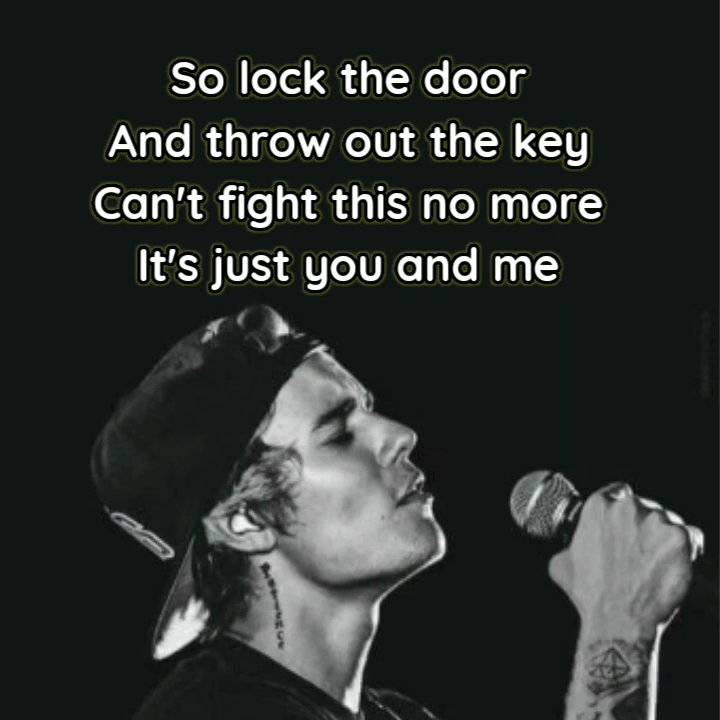 So lock the door
And throw out the key
Can't fight this no more
It's just you and me